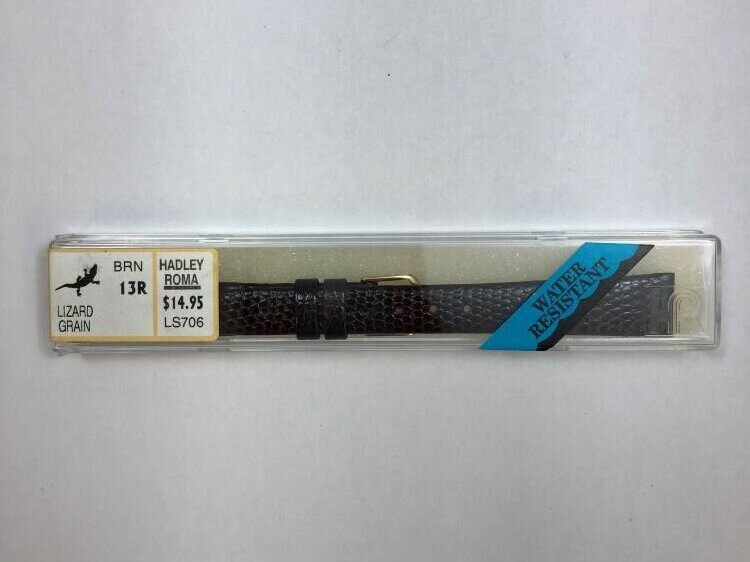 BRN
13R
LIZARD
GRAIN
HADLEY
ROMA
$14.95
LS706
WATER
RESISTANT